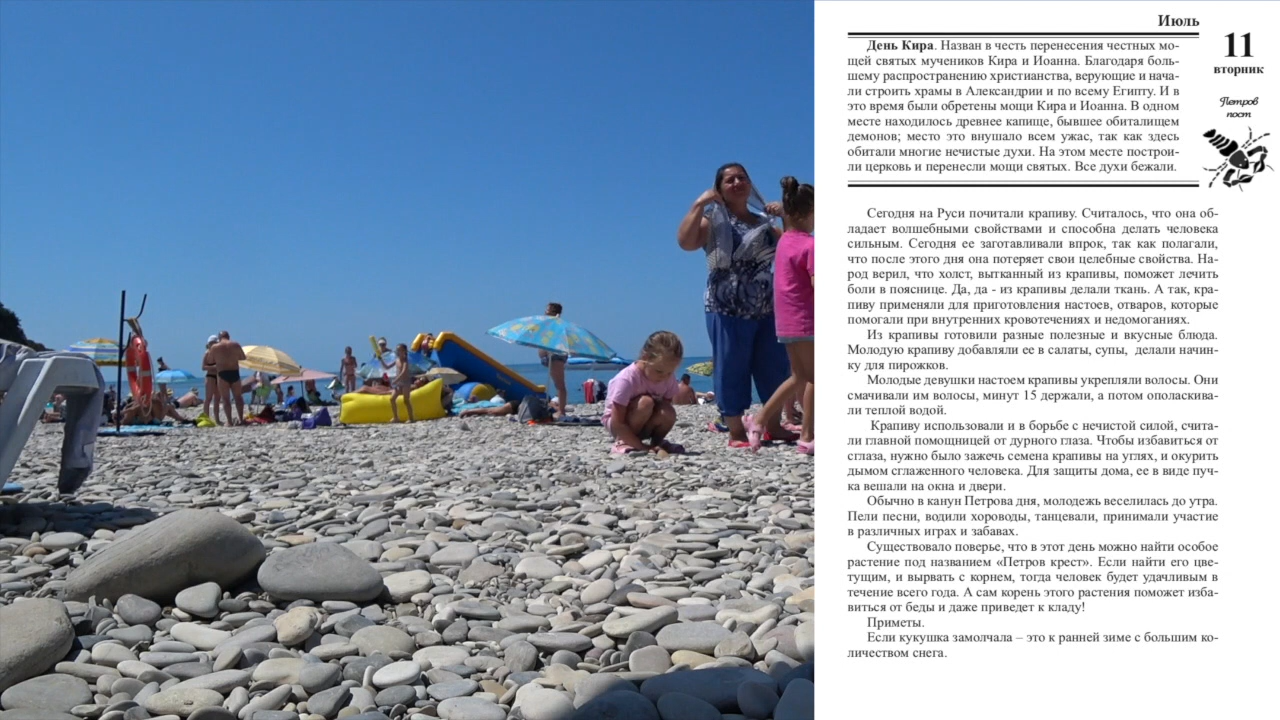 Июль
11
вторник
Петров
пост
День Кира. Назван в честь перенесения честных мо-
щей святых мучеников Кира и Иоанна. Благодаря боль-
шему распространению христианства, верующие и нача-
ли строить храмы в Александрии и по всему Египту. И в
это время были обретены мощи Кира и Иоанна. В одном
месте находилось древнее капище, бывшее обиталищем
демонов; место это внушало всем ужас, так как здесь
обитали многие нечистые духи. На этом месте построи-
ли церковь и перенесли мощи святых. Все духи бежали.
Сегодня на Руси почитали крапиву. Считалось, что она об-
ладает волшебными свойствами и способна делать человека
сильным. Сегодня ее заготавливали впрок, так как полагали,
что после этого дня она потеряет свои целебные свойства. На-
род верил, что холст, вытканный из крапивы, поможет лечить
боли в пояснице. Да, да - из крапивы делали ткань. А так, кра-
пиву применяли для приготовления настоев, отваров, которые
помогали при внутренних кровотечениях и недомоганиях.
Из крапивы готовили разные полезные и вкусные блюда.
Молодую крапиву добавляли ее в салаты, супы, делали начин-
ку для пирожков.
Молодые девушки настоем крапивы укрепляли волосы. Они
смачивали им волосы, минут 15 держали, а потом ополаскива-
ли теплой водой.
Крапиву использовали и в борьбе с нечистой силой, счита-
ли главной помощницей от дурного глаза. Чтобы избавиться от
сглаза, нужно было зажечь семена крапивы на углях, и окурить
дымом сглаженного человека. Для защиты дома, ее в виде пуч-
ка вешали на окна и двери.
Обычно в канун Петрова дня, молодежь веселилась до утра.
Пели песни, водили хороводы, танцевали, принимали участие
в различных играх и забавах.
Существовало поверье, что в этот день можно найти особое
растение под названием «Петров крест». Если найти его цве-
тущим, и вырвать с корнем, тогда человек будет удачливым в
течение всего года. А сам корень этого растения поможет изба-
виться от беды и даже приведет к кладу!
Приметы.
Если кукушка замолчала – это к ранней зиме с большим ко-
личеством снега.